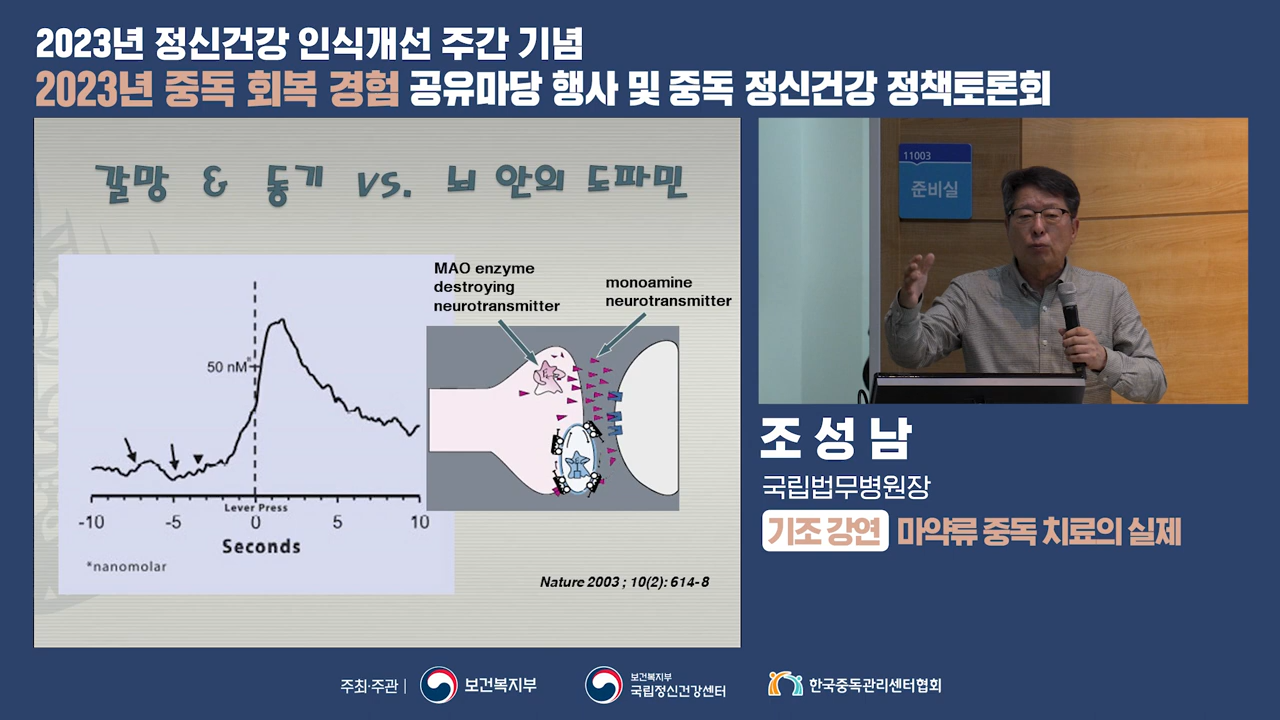 2023년 정신건강 인식개선 주간 기념
2023년 중독 회복 경험 공유마당 행사 및 중독 정신건강 정책토론회
갈망 & 동기 vs. 뇌 안의 도파민
MAO enzyme
destroying
neurotransmitter
monoamine
neurotransmitter
50 nM*
Lever Press
-10 -5 0 5 10
Seconds
*nanomolar
Nature 2003 ; 10(2): 614-8
11003
준비실
조성남
국립법무병원장
기조 강연 마약류 중독 치료의 실제
주최·주관 | 보건복지부 보건복지부 국립정신건강센터 한국중독관리센터협회